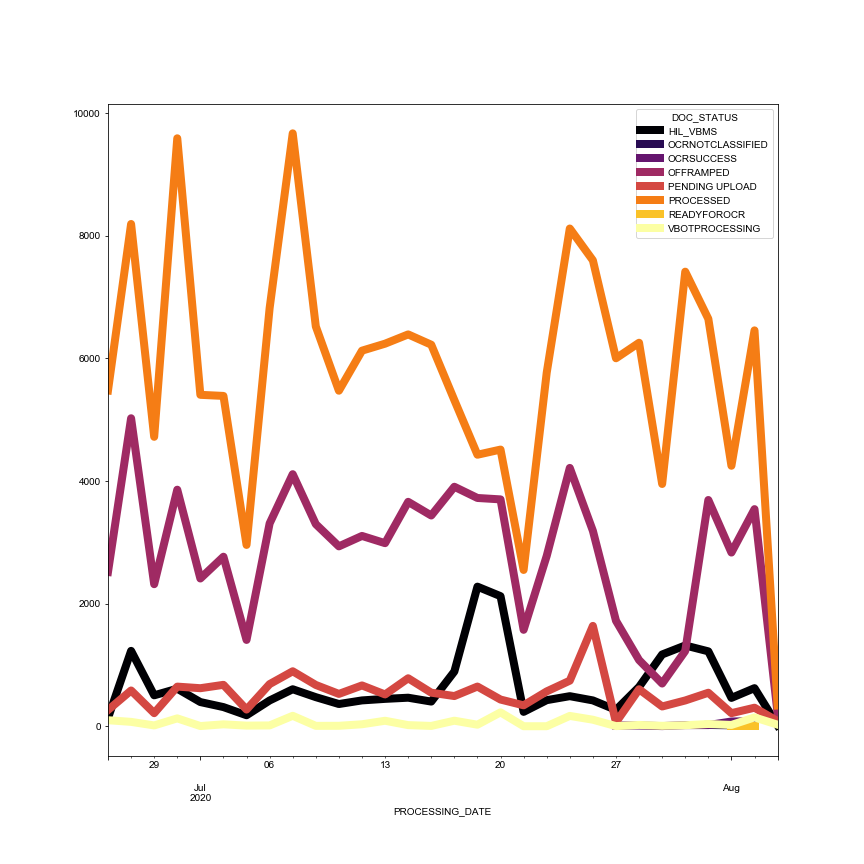 10000
8000
6000
4000
2000
0
DOC_STATUS
HIL_VBMS
OCRNOTCLASSIFIED
OCRSUCCESS
OFFRAMPED
PENDING UPLOAD
PROCESSED
READYFOROCR
VBOTPROCESSING
29 06 13 20 27
Jul Aug
2020
PROCESSING_DATE